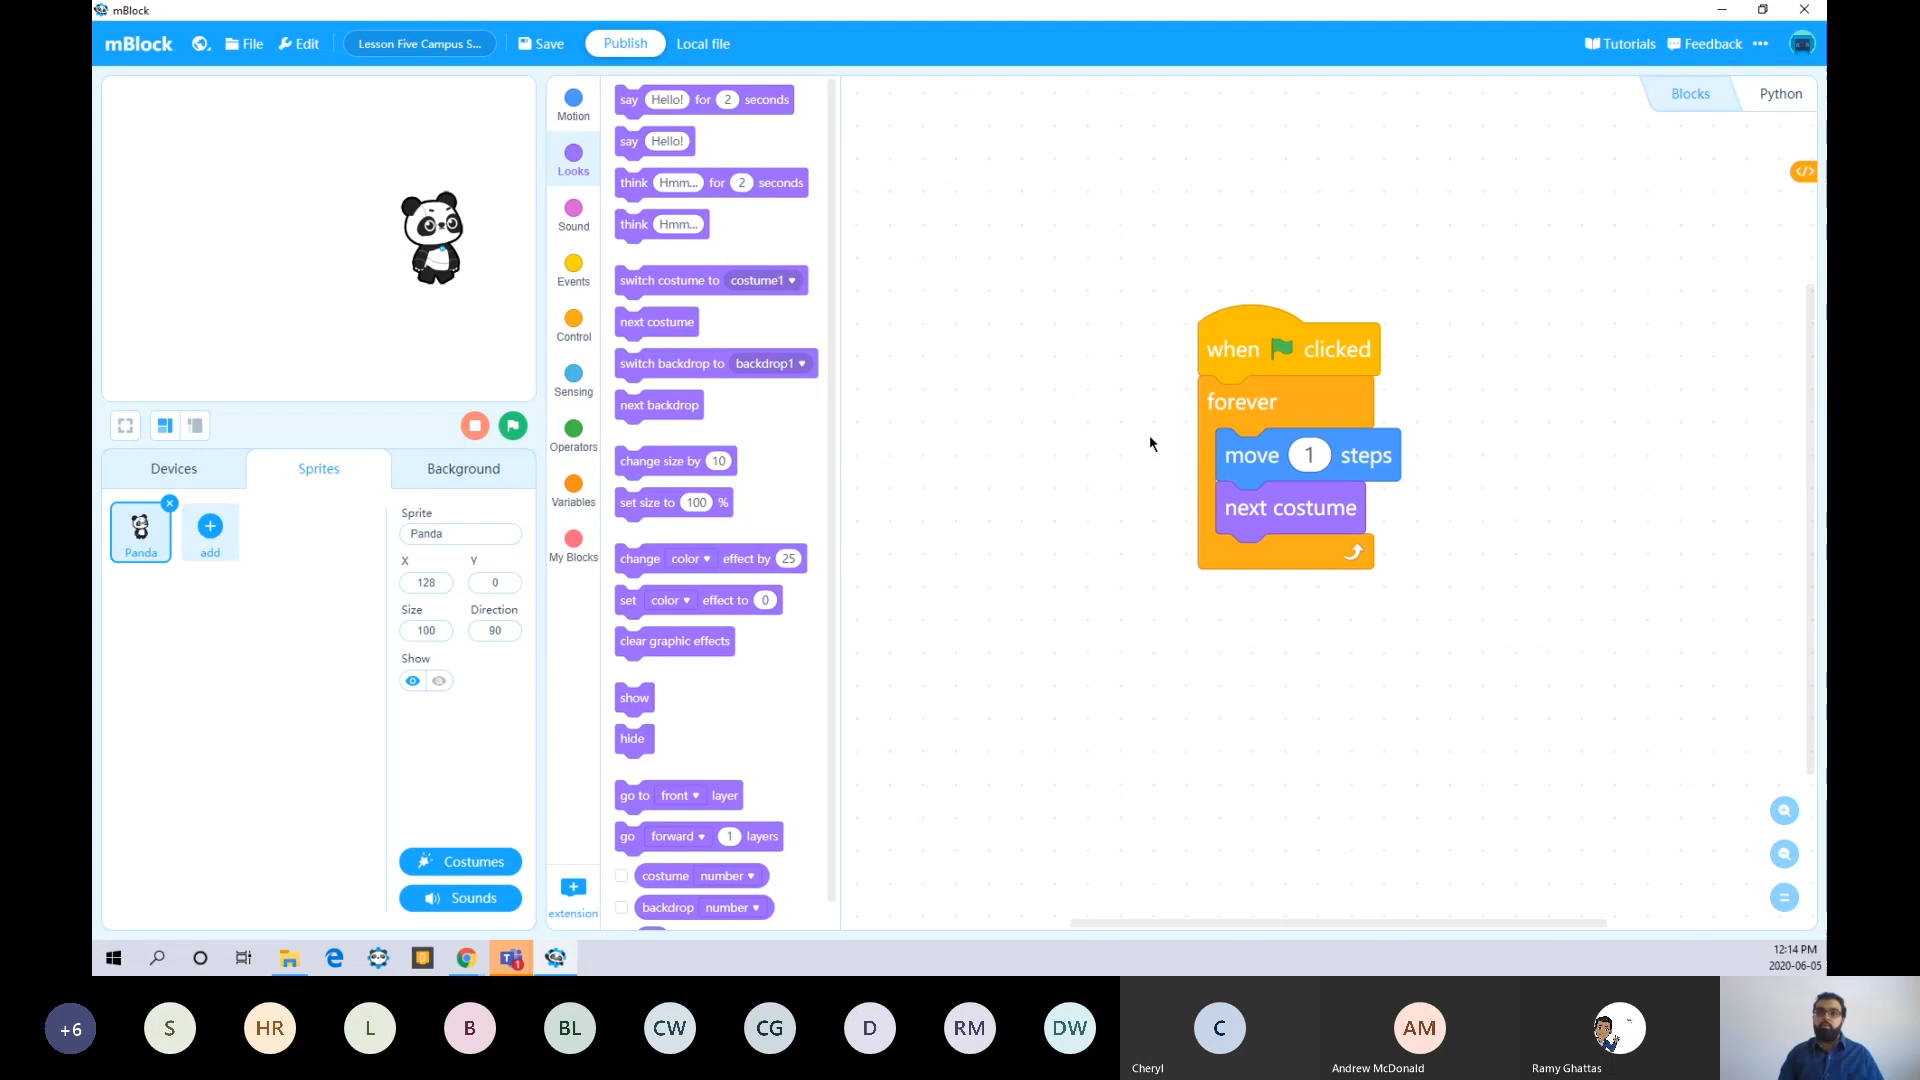 mBlock
mBlock File Edit Lesson Five Campus S... Save Publish Local file Tutorials Feedback
Blocks Python
Motion
Looks
Sound
Events
Control
Sensing
Operators
Variables
My Blocks
extension
say Hello! for 2 seconds
say Hello!
think Hmm... for 2 seconds
think Hmm...
switch costume to costume1
next costume
switch backdrop to backdrop1
next backdrop
change size by 10
set size to 100 %
change color effect by 25
set color effect to 0
clear graphic effects
show
hide
go to front layer
go forward 1 layers
costume number
backdrop number
when clicked
forever
move 1 steps
next costume
Devices Sprites Background
Panda
add
Sprite
Panda
X Y
128 0
Size Direction
100 90
Show
Costumes
Sounds
12:14 PM
2020-06-05
+6 S HR L B BL CW CG D RM DW C AM
Cheryl Andrew McDonald Ramy Ghattas